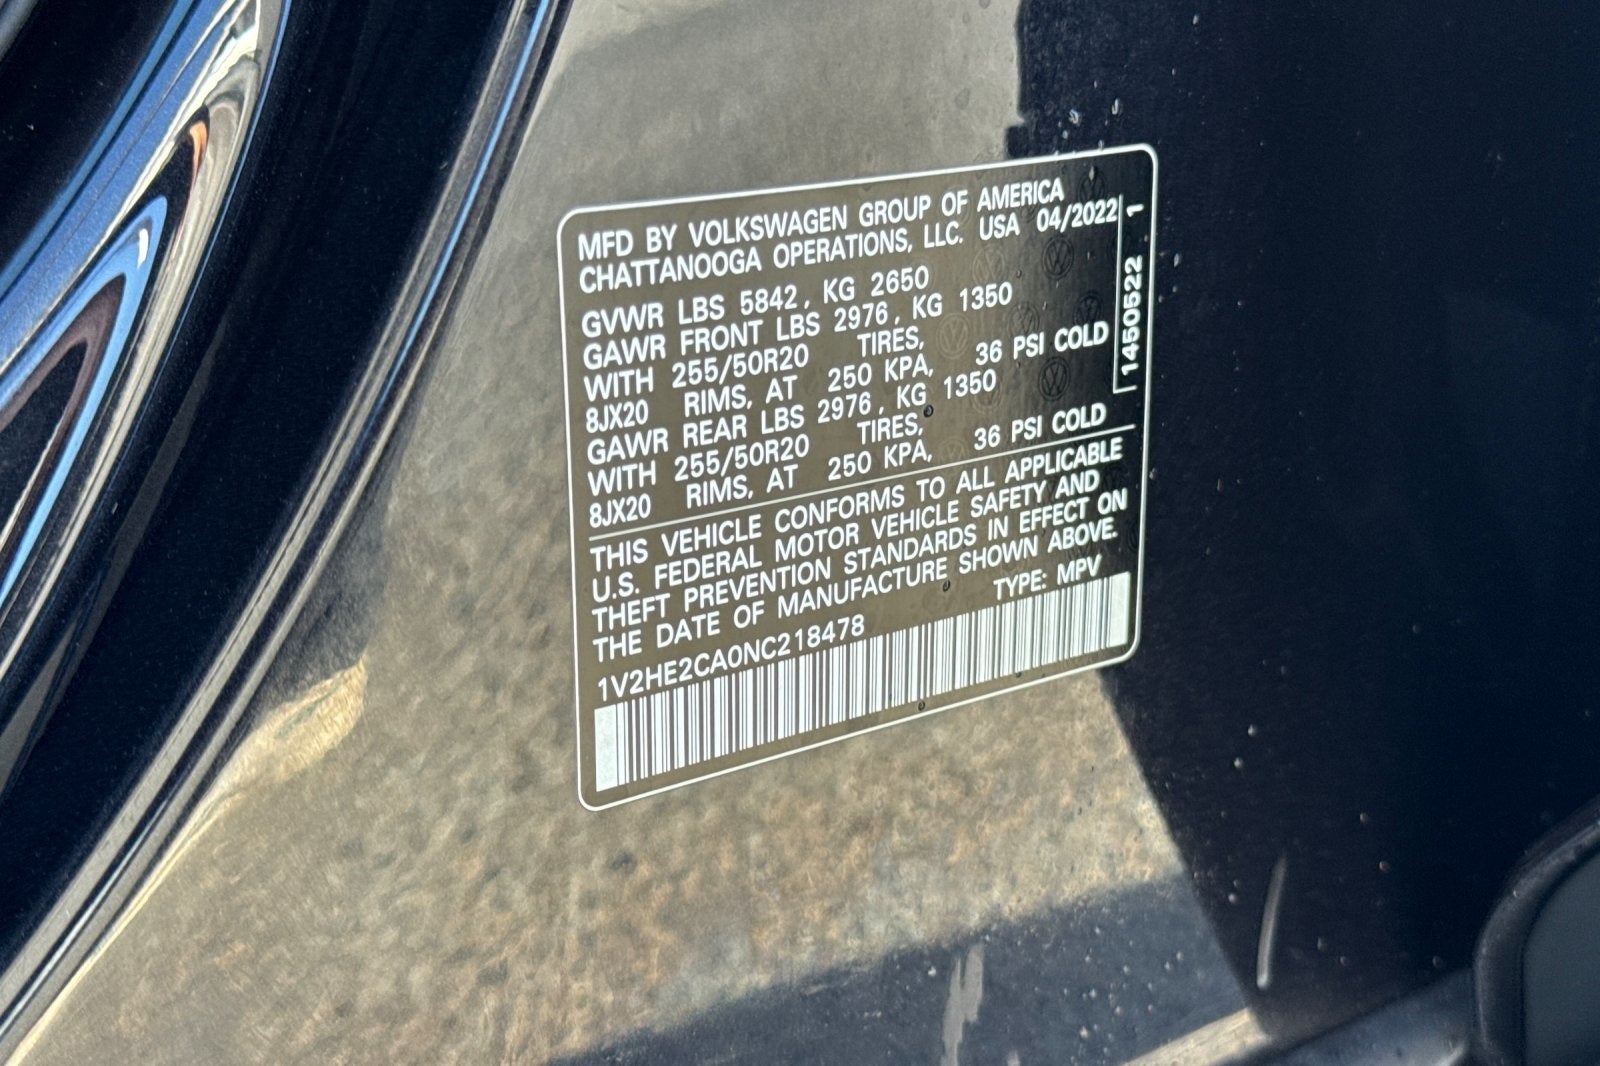 MFD BY VOLKSWAGEN GROUP OF AMERICA
CHATTANOOGA OPERATIONS, LLC. USA 04/2022
GVWR LBS 5842, KG 2650
GAWR FRONT LBS 2976, KG 1350
WITH 255/50R20 TIRES,
8JX20 RIMS, AT 250 KPA, 36 PSI COLD
GAWR REAR LBS 2976, KG 1350
WITH 255/50R20 TIRES,
8JX20 RIMS, AT 250 KPA, 36 PSI COLD
1450522 1
THIS VEHICLE CONFORMS TO ALL APPLICABLE
U.S. FEDERAL MOTOR VEHICLE SAFETY AND
THEFT PREVENTION STANDARDS IN EFFECT ON
THE DATE OF MANUFACTURE SHOWN ABOVE.
1V2HE2CA0NC218478 TYPE: MPV